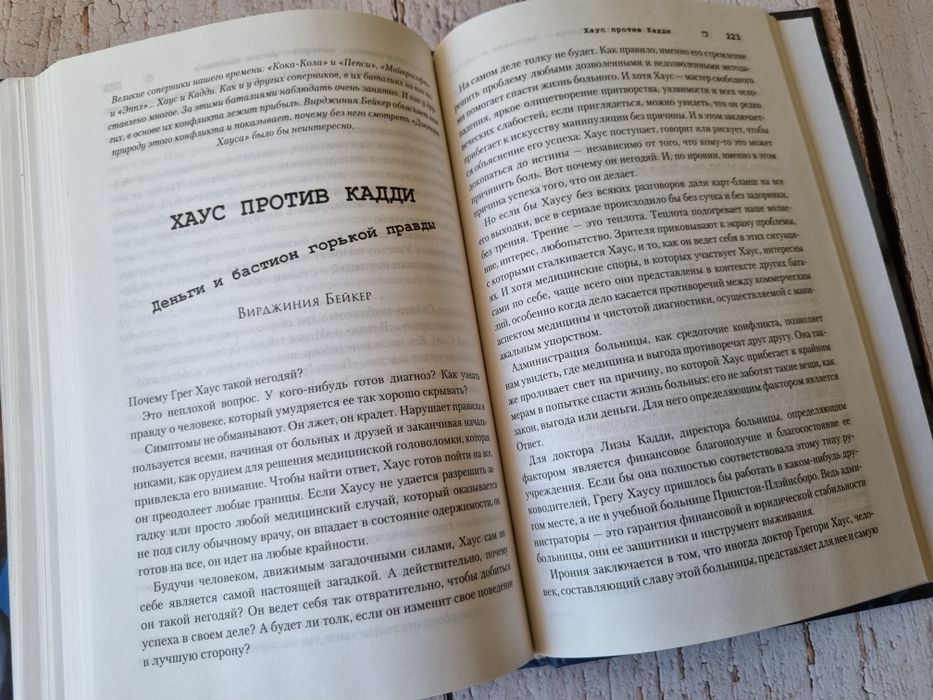 Великие соперники нашего времени: «Кока-Кола» и «Пепси», «Майкрософт»
и «Эппл»... Хаус и Кадди. Как и у других соперников, в их баталиях на кон по-
ставлено многое. За этими баталиями наблюдать очень занятно. И как у дру-
гих, в основе их конфликта лежит прибыль. Вирджиния Бейкер объясняет
природу этого конфликта и показывает, почему без него смотреть «Доктора
Хауса» было бы неинтересно.
ХАУС ПРОТИВ КАДДИ
Деньги и бастион горькой правды
Вирджиния Бейкер
Почему Грег Хаус такой негодяй?
Это неплохой вопрос. У кого-нибудь готов диагноз? Как узнать
правду о человеке, который умудряется ее так хорошо скрывать?
Симптомы не обманывают. Он лжет, он крадет. Нарушает правила и
пользуется всеми, начиная от больных и друзей и заканчивая началь-
никами, как орудием для решения медицинской головоломки, которая
привлекла его внимание. Чтобы найти ответ, Хаус готов пойти на все,
он преодолеет любые границы. Если Хаусу не удается разрешить за-
гадку или просто любой медицинский случай, который оказывается
не под силу обычному врачу, он впадает в состояние одержимости, он
готов на все, он идет на любые крайности.
Будучи человеком, движимым загадочными силами, Хаус сам по
себе является самой настоящей загадкой. А действительно, почему
он такой негодяй? Он ведет себя так отвратительно, чтобы добиться
успеха в своем деле? А будет ли толк, если он изменит свое поведение
в лучшую сторону?
Хаус против Кадди 223
На самом деле толку не будет. Как правило, именно его стремление
решить проблему любыми дозволенными и недозволенными метода-
ми помогает спасти жизнь больного. И хотя Хаус — мастер свободного
падения, яркое олицетворение притворства, уязвимости и всех чело-
веческих слабостей, если приглядеться, можно увидеть, что он редко
прибегает к искусству манипуляции без причины. И в этом заключает-
ся объяснение его успеха: Хаус поступает, говорит или рискует, чтобы
докопаться до истины — независимо от того, что кому-то это может
причинить боль. Вот почему он негодяй. И, по иронии, именно в этом
причина успеха того, что он делает.
Но если бы Хаусу без всяких разговоров дали карт-бланш на все
его выходки, все в сериале происходило бы без сучка и без задоринки,
без трения. Трение — это теплота. Теплота подогревает наше волне-
ние, интерес, любопытство. Зрителя приковывают к экрану проблемы,
с которыми сталкивается Хаус, и то, как он ведет себя в этих ситуаци-
ях. И хотя медицинские споры, в которых участвует Хаус, интересны
сами по себе, чаще всего они представлены в контексте других бата-
лий, особенно когда дело касается противоречий между коммерческим
аспектом медицины и чистотой диагностики, осуществляемой с мани-
акальным упорством.
Администрация больницы, как средоточие конфликта, позволяет
нам увидеть, где медицина и выгода противоречат друг другу. Она так-
же проливает свет на причину, по которой Хаус прибегает к крайним
мерам в попытке спасти жизнь больных: его не заботят такие вещи, как
закон, выгода или деньги. Для него определяющим фактором является
Ответ.
Для доктора Лизы Кадди, директора больницы, определяющим
фактором является финансовое благополучие и благосостояние ее
учреждения. Если бы она полностью соответствовала этому типу ру-
ководителей, Грегу Хаусу пришлось бы работать в каком-нибудь дру-
гом месте, а не в учебной больнице Принстон-Плэйнсборо. Ведь адми-
нистраторы — это гарантия финансовой и юридической стабильности
больницы, они ее защитники и инструмент выживания.
Ирония заключается в том, что иногда доктор Грегори Хаус, чело-
век, составляющий славу этой больницы, представляет для нее и самую